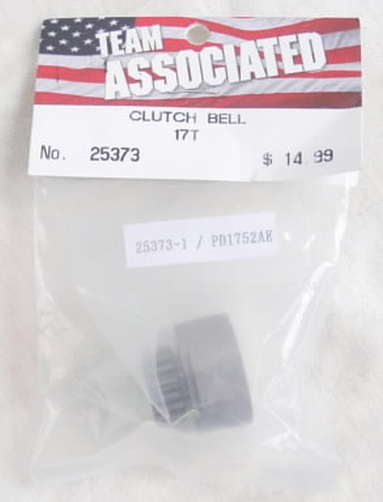 TEAM
ASSOCIATED
CLUTCH BELL
17T
No. 25373 $ 14.99
25373-1 / PD1752AE